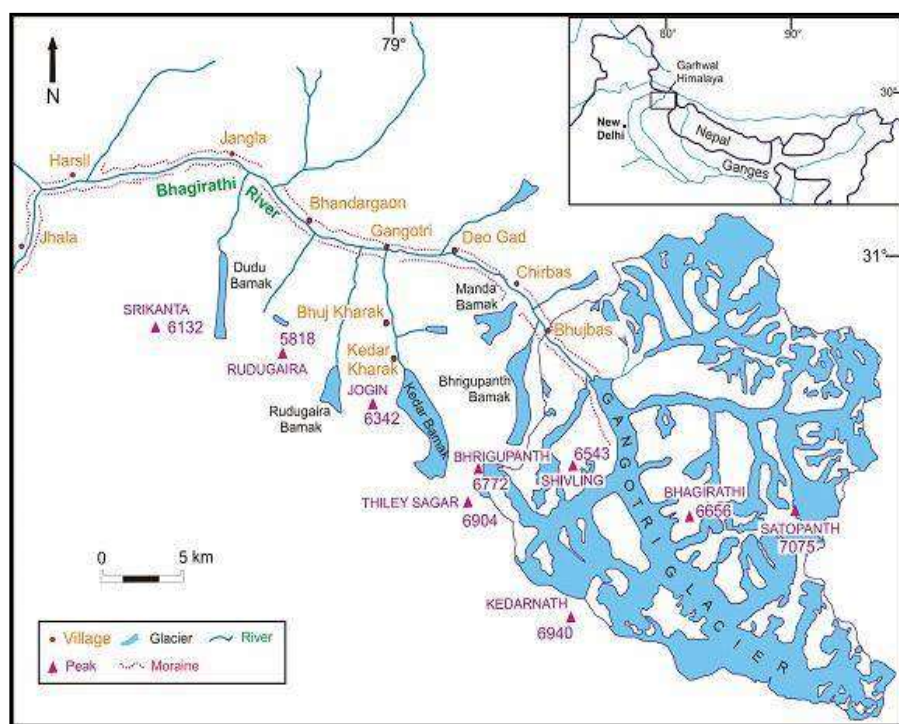 79°
N
80°
90°
Garhwal
Himalaya
30°
New
Delhi
Nepal
Ganges
Jangla
Harsil
Bhagirathi
River
Bhandargaon
Gangotri
Deo Gad
Jhala
31°
Dudu
Bamak
Chirbas
Manda
Bamak
SRIKANTA
6132
Bhuj Kharak
Bhujbas
5818
RUDUGAIRA
Kedar
Kharak
Bhrigupanth
Bamak
JOGIN
6342
Rudugaira
Bamak
Kedar Bamak
GANGOTRI GLACIER
BHRIGUPANTH
6772
6543
SHIVLING
THILEY SAGAR
6904
BHAGIRATHI
6656
SATOPANTH
7075
0 5 km
KEDARNATH
6940
Village Glacier River
Peak Moraine